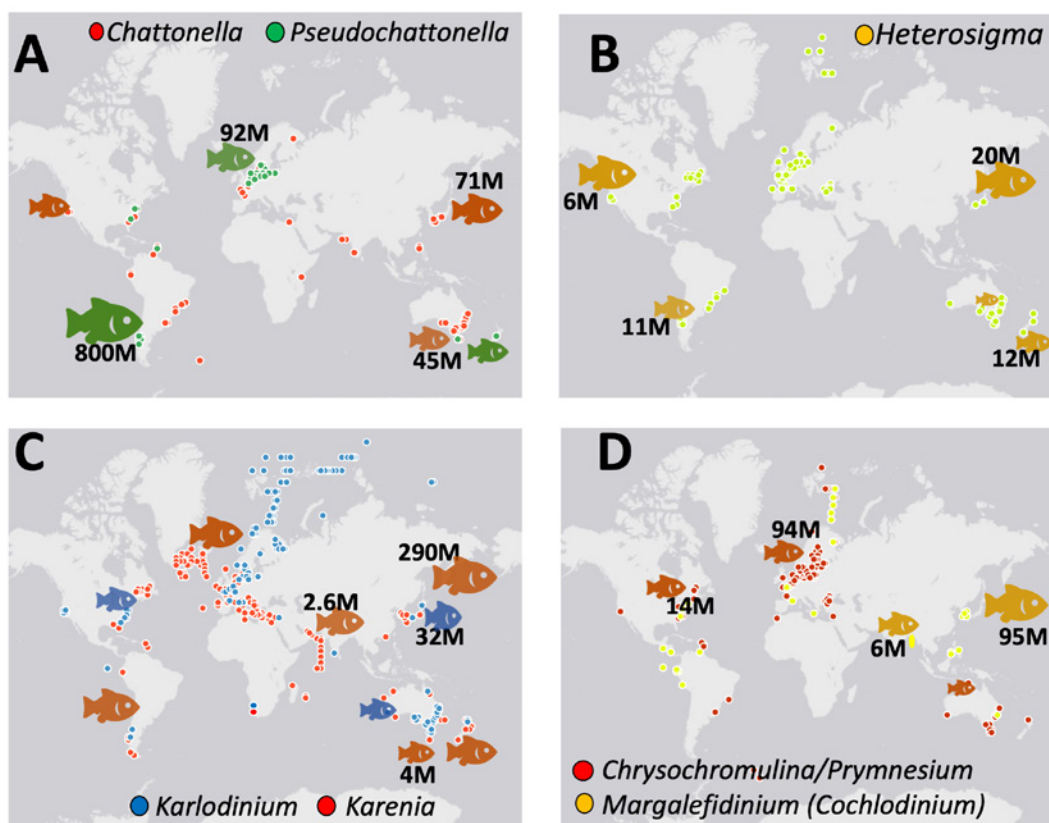 A
Chattonella
Pseudochattonella
92M
71M
800M
45M
B
Heterosigma
6M
20M
11M
12M
C
290M
2.6M
32M
4M
Karlodinium
Karenia
D
94M
14M
6M
95M
Chrysochromulina/Prymnesium
Margalefidinium (Cochlodinium)